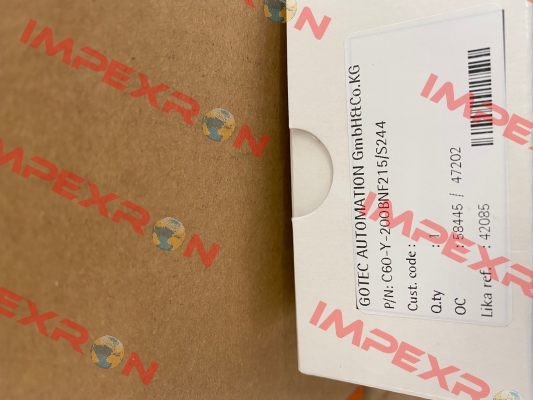 GOTEC AUTOMATION GmbH&Co.KG
P/N: C60-Y-200BNF215/S244
Cust. code :
Q.ty : 1
OC : 58445 / 47202
Lika ref. : 42085
IMPEXRON
IMPEXRON
IMPEXRON
IMPEXRON
IMPEXRON
IMPEXRON